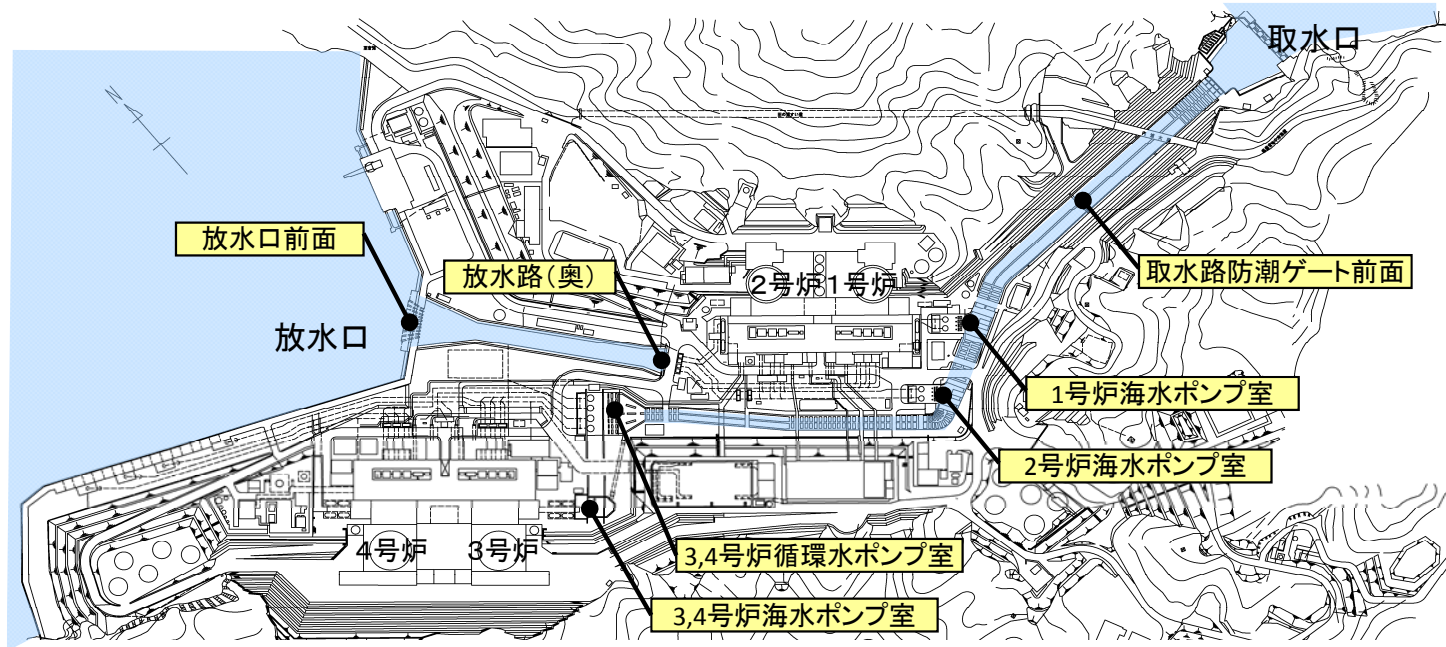 取水口
N
放水口前面
放水路(奥)
２号炉
１号炉
取水路防潮ゲート前面
放水口
1号炉海水ポンプ室
2号炉海水ポンプ室
４号炉
３号炉
3,4号炉循環水ポンプ室
3,4号炉海水ポンプ室